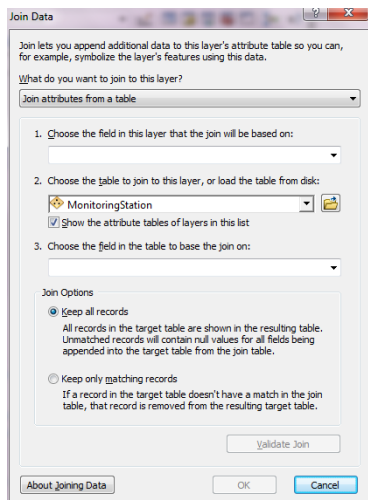 Join Data
Join lets you append additional data to this layer's attribute table so you can,
for example, symbolize the layer's features using this data.
What do you want to join to this layer?
Join attributes from a table
1. Choose the field in this layer that the join will be based on:
2. Choose the table to join to this layer, or load the table from disk:
MonitoringStation
Show the attribute tables of layers in this list
3. Choose the field in the table to base the join on:
Join Options
Keep all records
All records in the target table are shown in the resulting table.
Unmatched records will contain null values for all fields being
appended into the target table from the join table.
Keep only matching records
If a record in the target table doesn't have a match in the join
table, that record is removed from the resulting target table.
Validate Join
About Joining Data
OK
Cancel